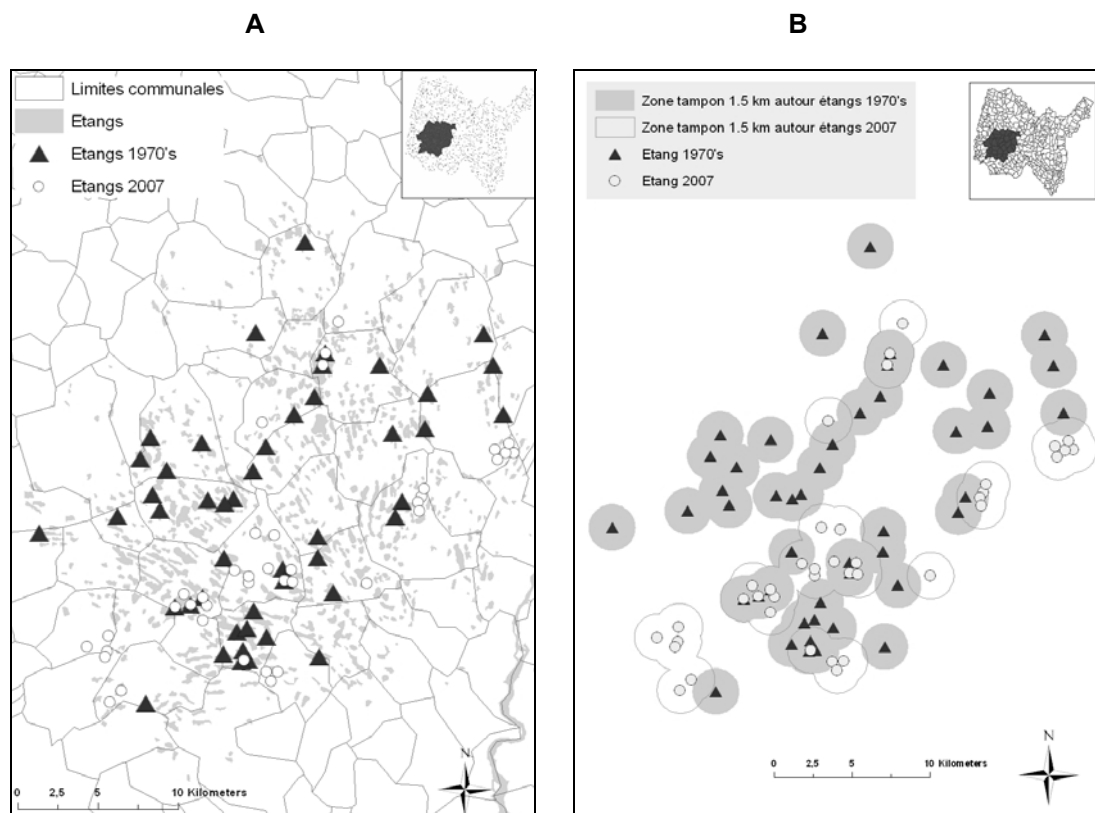 A
B
Limites communales
Etangs
Etangs 1970's
Etangs 2007
N
0 2,5 5 10 Kilometers
Zone tampon 1.5 km autour étangs 1970's
Zone tampon 1.5 km autour étangs 2007
Etang 1970's
Etang 2007
N
0 2,5 5 10 Kilometers